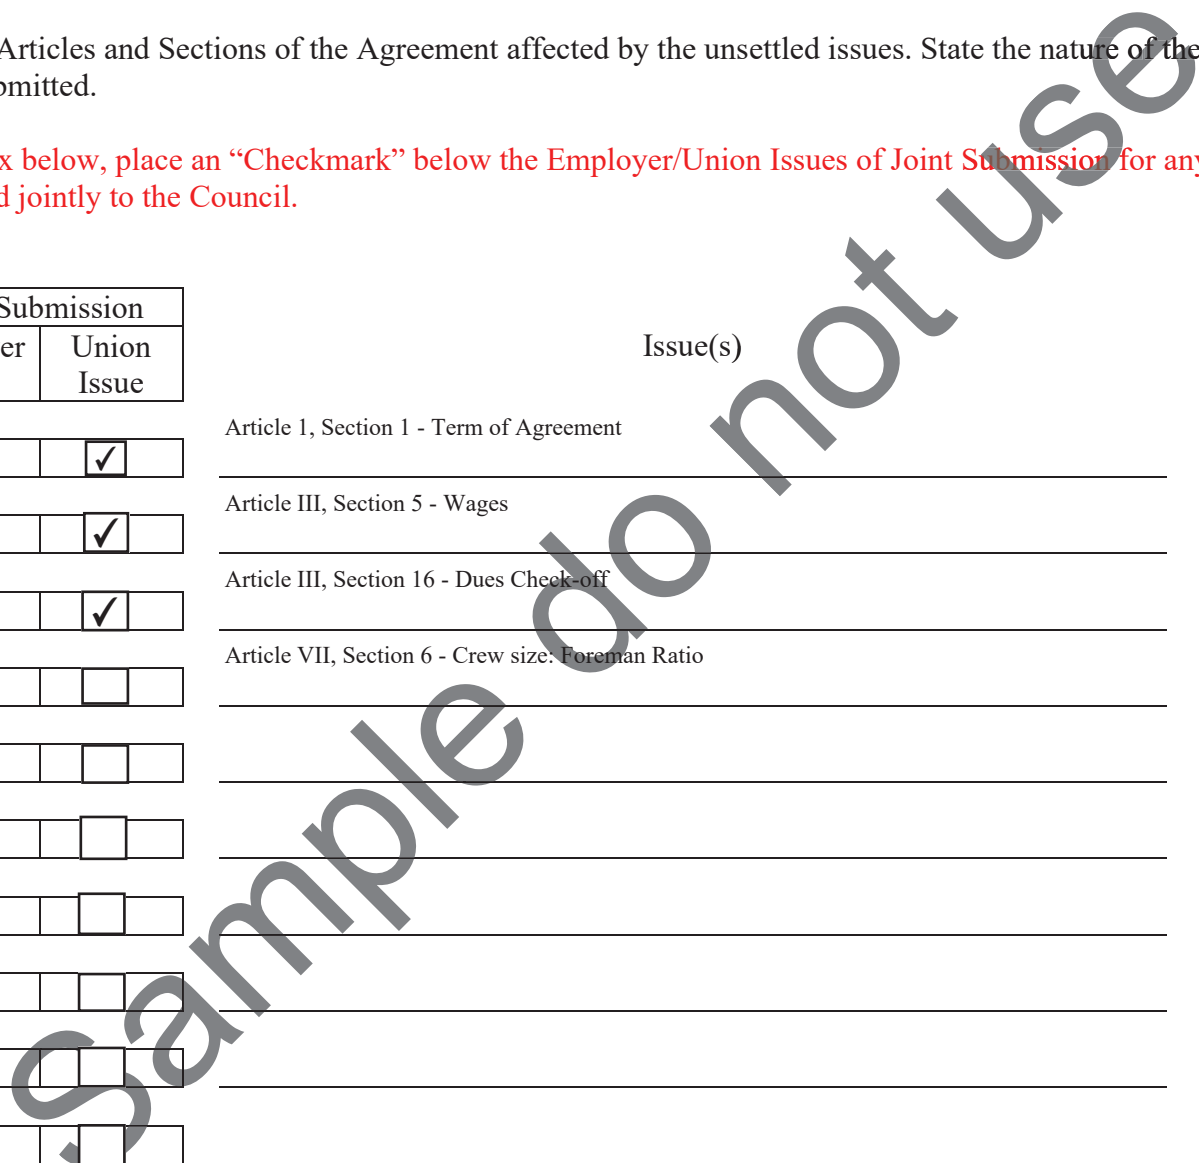 Articles and Sections of the Agreement affected by the unsettled issues. State the nature of the
bmitted.
x below, place an “Checkmark” below the Employer/Union Issues of Joint Submission for any
d jointly to the Council.
Submission
er Union
Issue
Issue(s)
Article 1, Section 1 - Term of Agreement
Article III, Section 5 - Wages
Article III, Section 16 - Dues Check-off
Article VII, Section 6 - Crew size: Foreman Ratio
Sample do not use